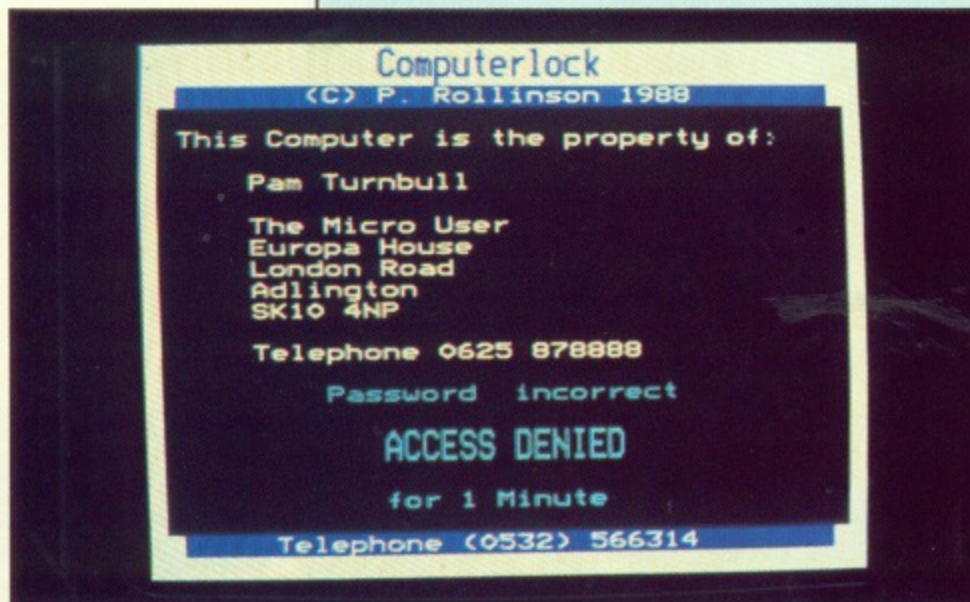 Computerlock
(C) P. Rollinson 1988
This Computer is the property of:
Pam Turnbull
The Micro User
Europa House
London Road
Adlington
SK10 4NP
Telephone 0625 878888
Password incorrect
ACCESS DENIED
for 1 Minute
Telephone (0532) 566314